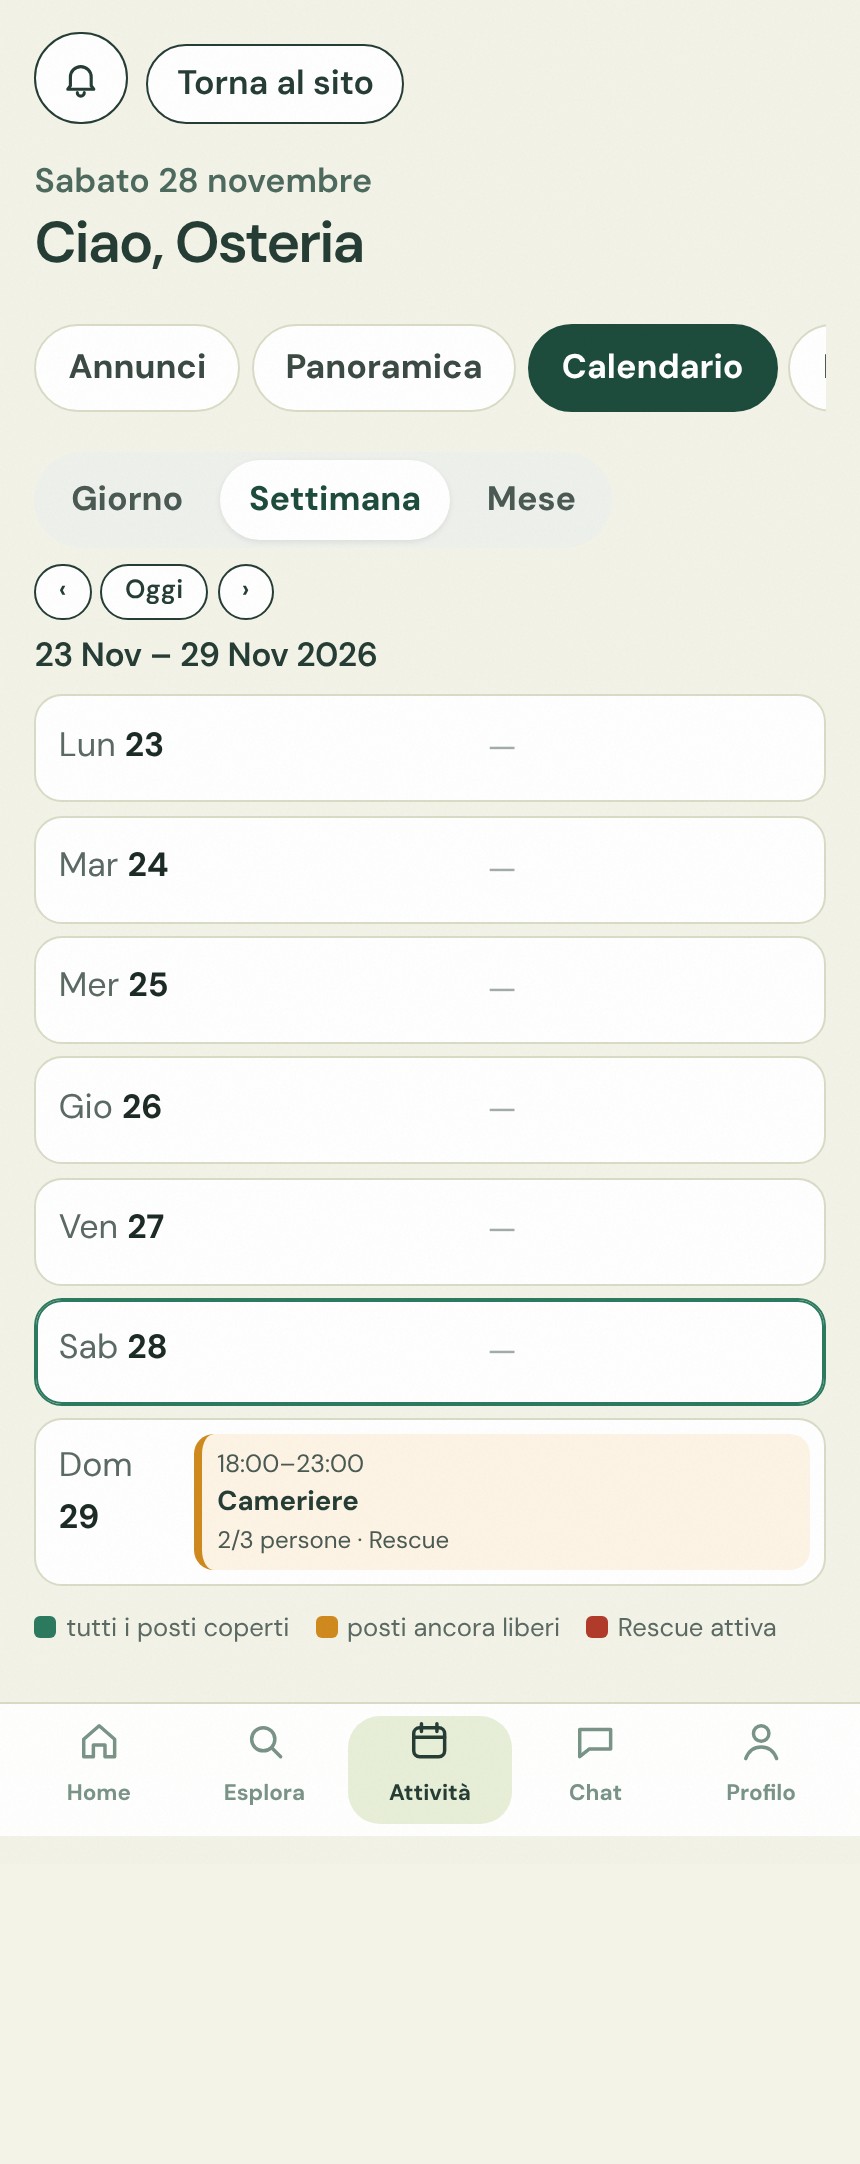 Torna al sito
Sabato 28 novembre
Ciao, Osteria
Annunci Panoramica Calendario
Giorno Settimana Mese
‹ Oggi ›
23 Nov – 29 Nov 2026
Lun 23 —
Mar 24 —
Mer 25 —
Gio 26 —
Ven 27 —
Sab 28 —
Dom 29
18:00–23:00
Cameriere
2/3 persone · Rescue
tutti i posti coperti posti ancora liberi Rescue attiva
Home Esplora Attività Chat Profilo